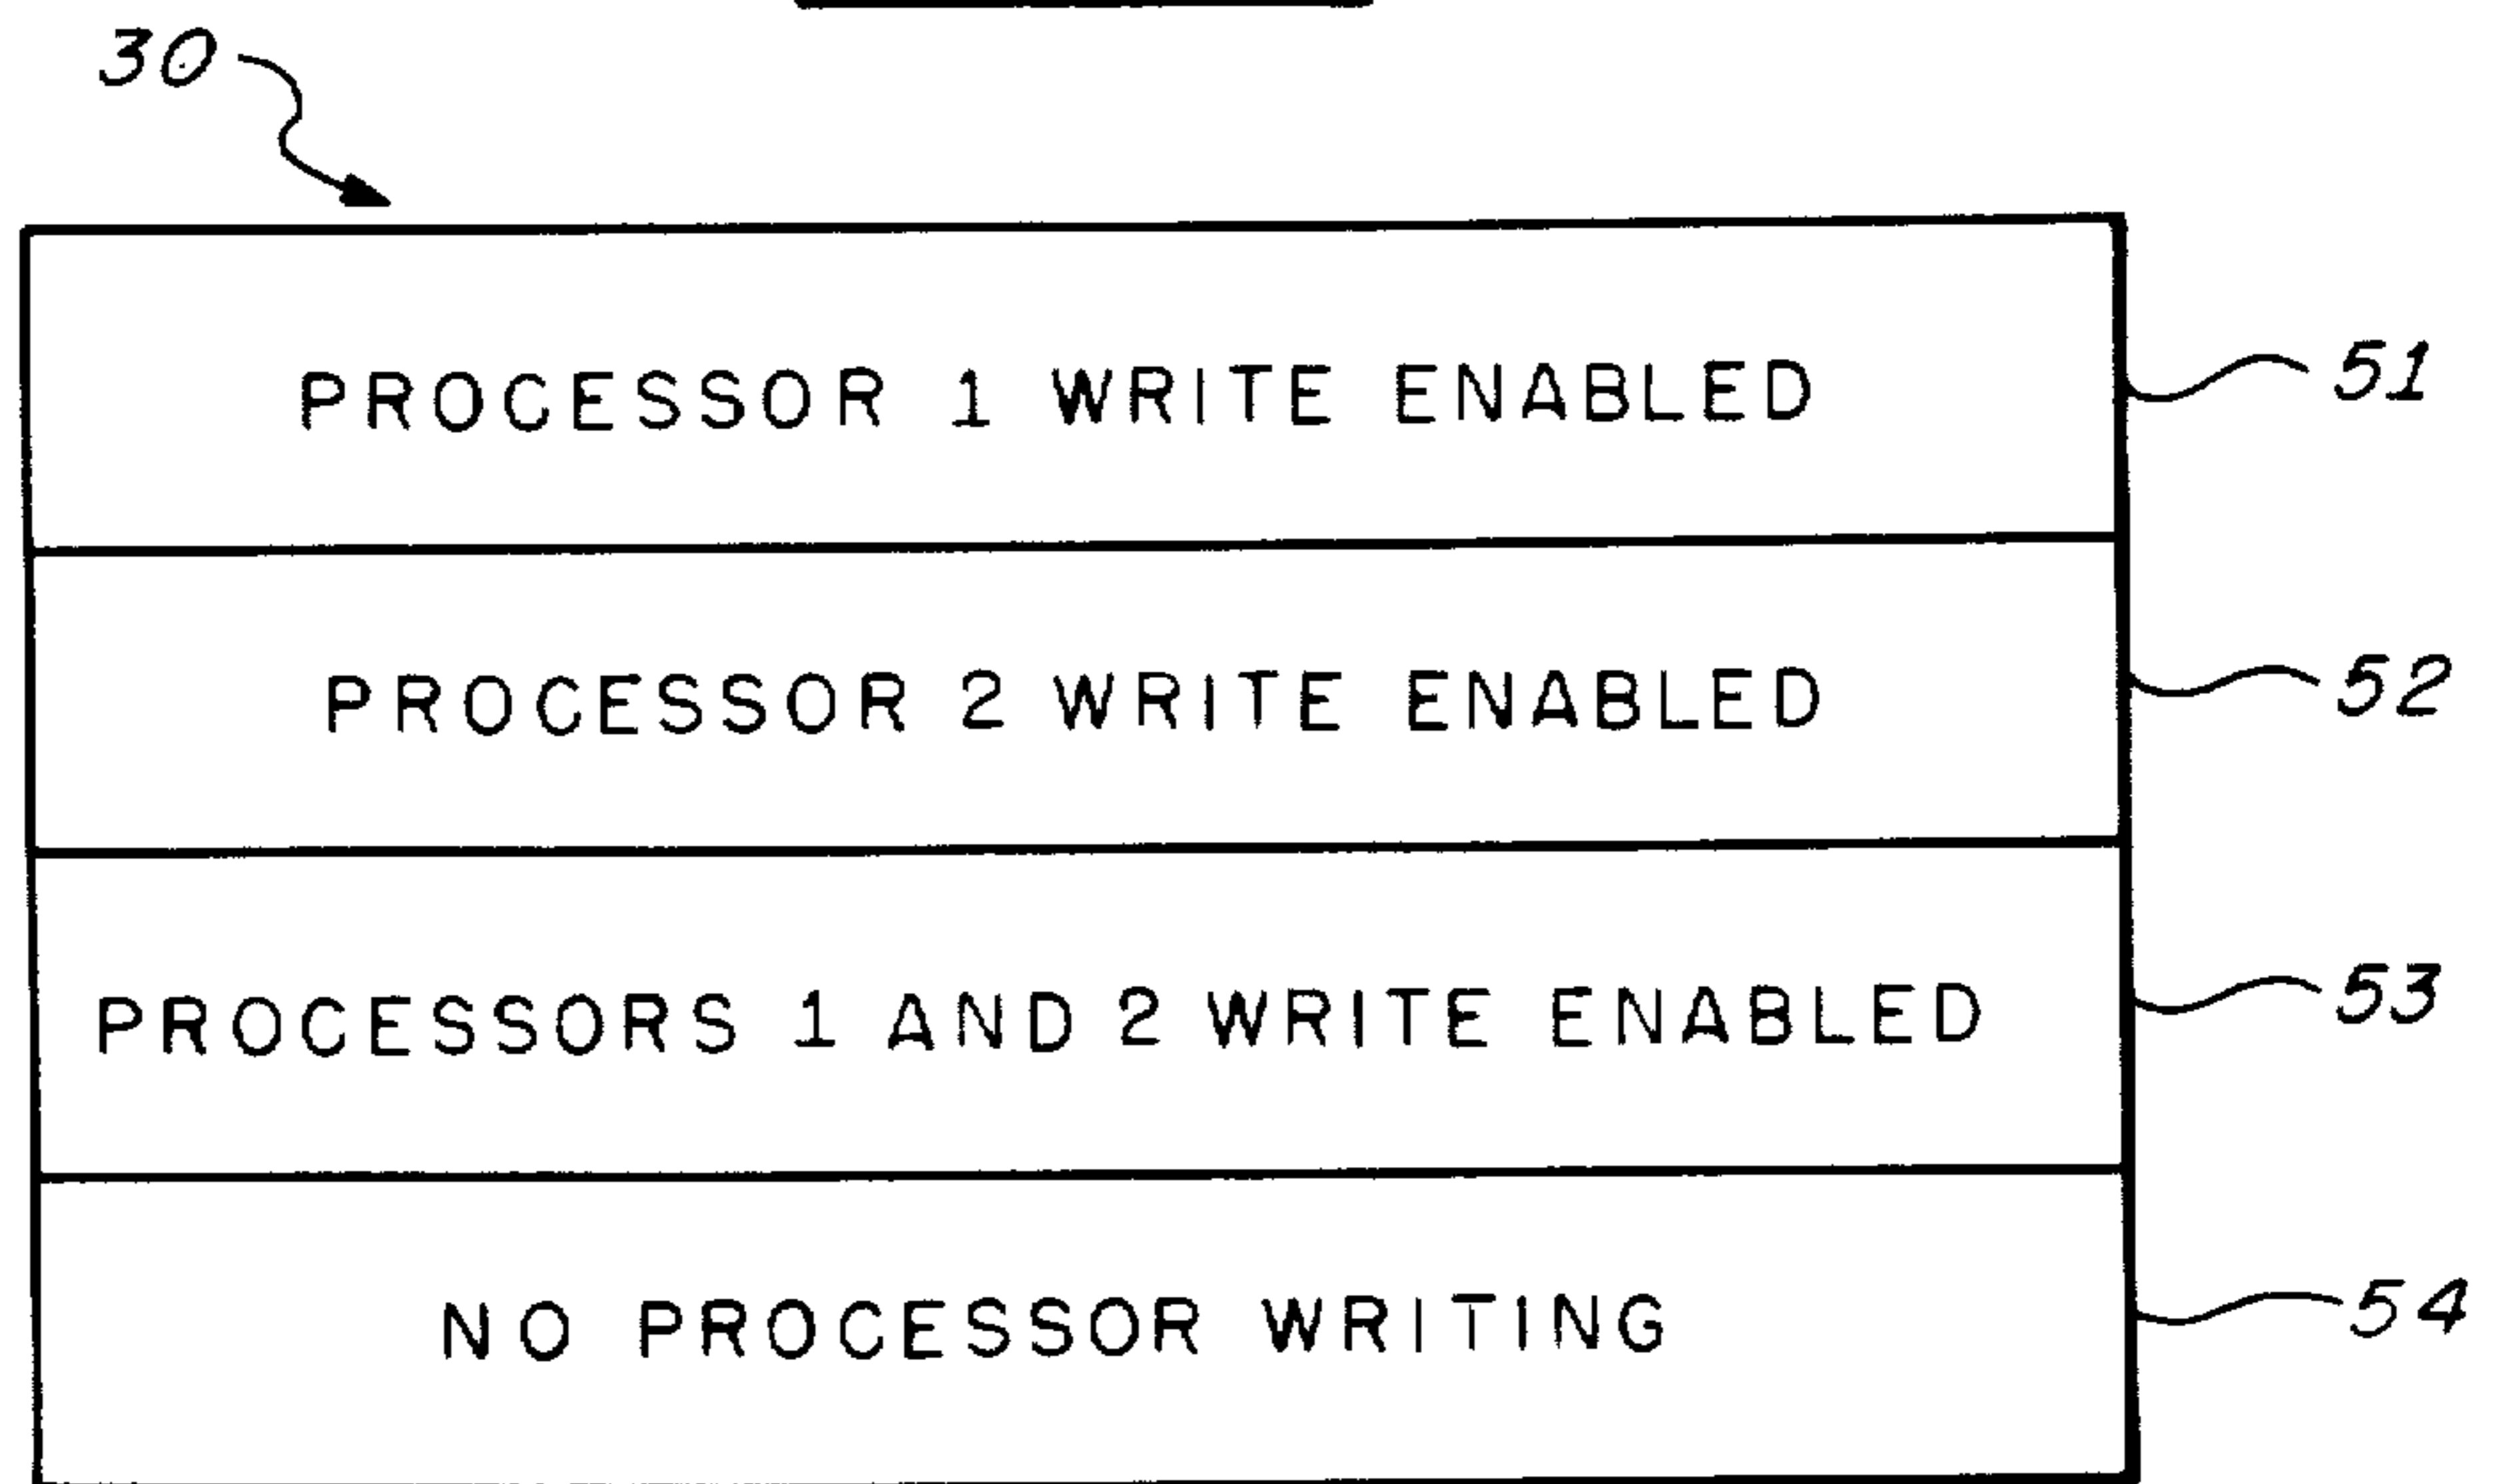 30
PROCESSOR 1 WRITE ENABLED 51
PROCESSOR 2 WRITE ENABLED 52
PROCESSORS 1 AND 2 WRITE ENABLED 53
NO PROCESSOR WRITING 54